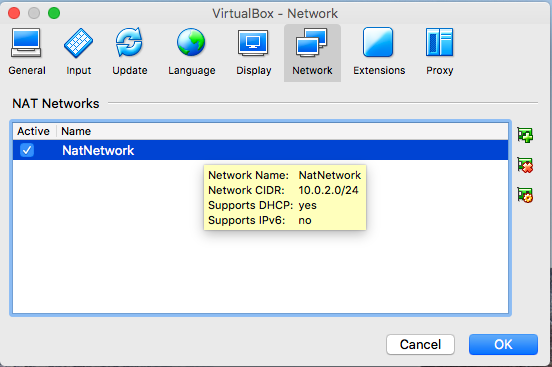 VirtualBox - Network
General Input Update Language Display Network Extensions Proxy
NAT Networks
Active Name
NatNetwork
Network Name: NatNetwork
Network CIDR: 10.0.2.0/24
Supports DHCP: yes
Supports IPv6: no
Cancel OK